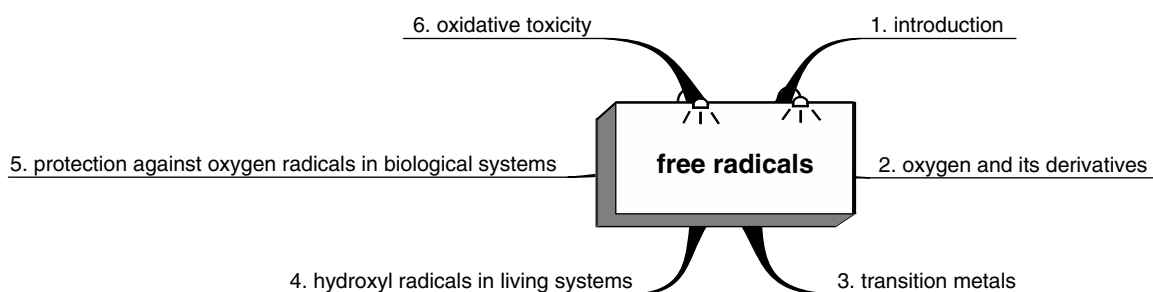 6. oxidative toxicity
1. introduction
5. protection against oxygen radicals in biological systems
free radicals
2. oxygen and its derivatives
4. hydroxyl radicals in living systems
3. transition metals